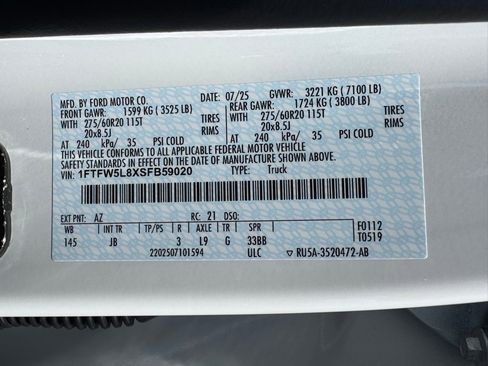 MFD. BY FORD MOTOR CO. DATE: 07/25 GVWR: 3221 KG ( 7100 LB)
FRONT GAWR: 1599 KG ( 3525 LB) REAR GAWR: 1724 KG ( 3800 LB)
WITH 275/60R20 115T TIRES WITH 275/60R20 115T TIRES
20x8.5J RIMS 20x8.5J RIMS
AT 240 kPa/ 35 PSI COLD AT 240 kPa/ 35 PSI COLD
THIS VEHICLE CONFORMS TO ALL APPLICABLE FEDERAL MOTOR VEHICLE
SAFETY STANDARDS IN EFFECT ON THE DATE OF MANUFACTURE SHOWN ABOVE.
VIN: 1FTFW5L8XSFB59020 TYPE: Truck
EXT PNT: AZ RC: 21 DSO:
WB INT TR TP/PS R AXLE TR SPR F0112
145 JB 3 L9 G 33BB T0519
2202507101594 ULC RU5A-3520472-AB